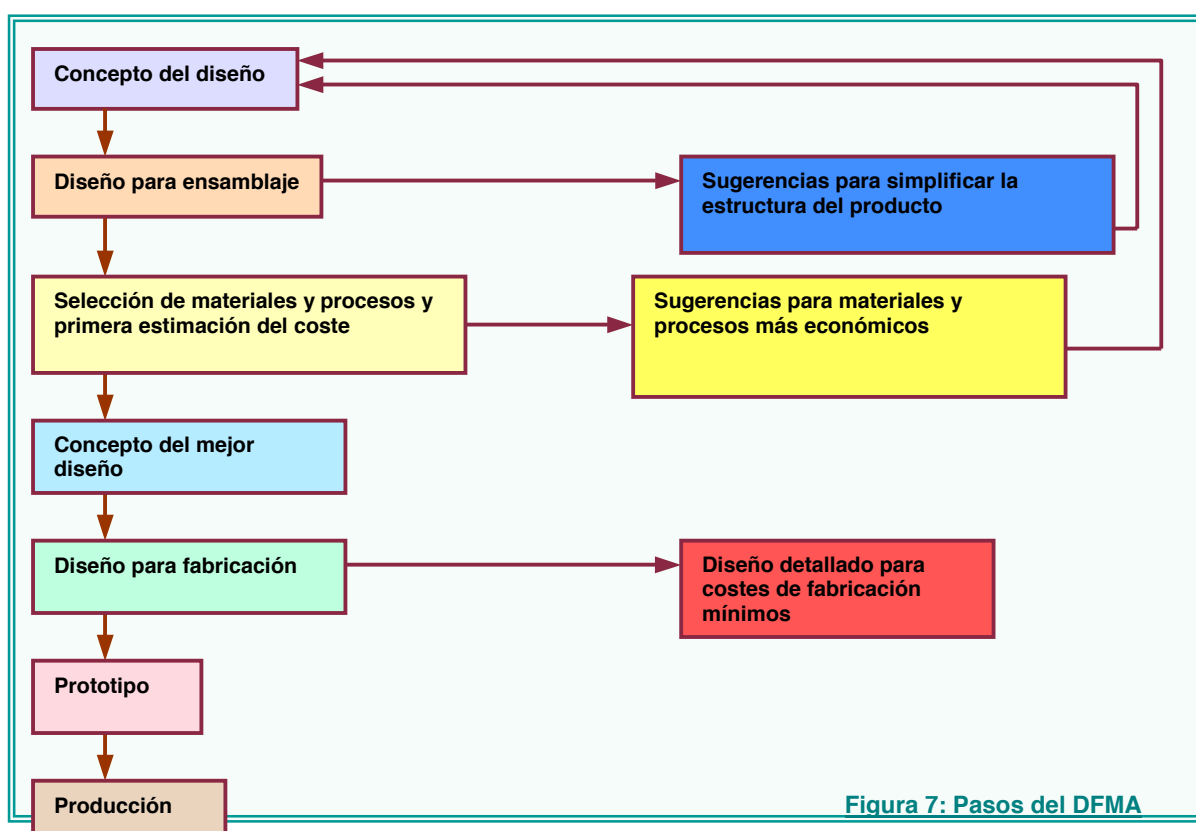 Concepto del diseño
Diseño para ensamblaje
Sugerencias para simplificar la
estructura del producto
Selección de materiales y procesos y
primera estimación del coste
Sugerencias para materiales y
procesos más económicos
Concepto del mejor
diseño
Diseño para fabricación
Diseño detallado para
costes de fabricación
mínimos
Prototipo
Producción
Figura 7: Pasos del DFMA